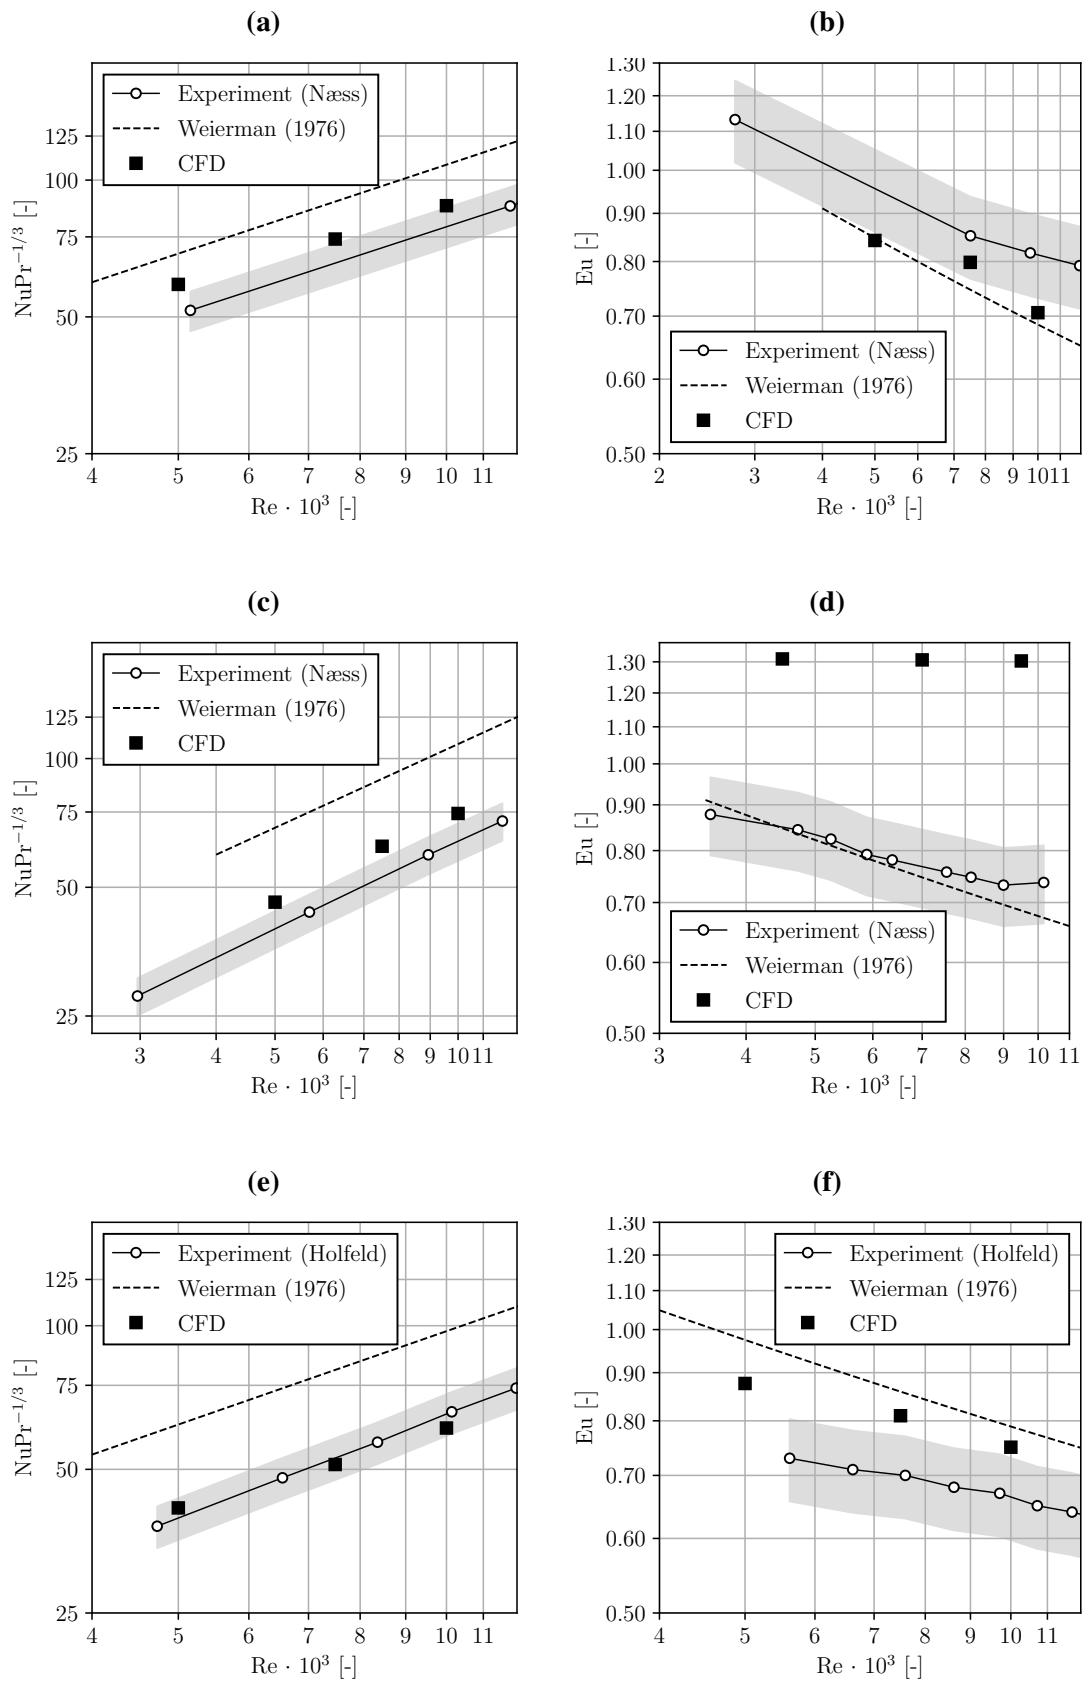 (a)
125
100
75
50
25
NuPr⁻¹ᐟ³ [-]
Experiment (Næss)
Weierman (1976)
CFD
4 5 6 7 8 9 10 11
Re · 10³ [-]
(b)
1.30
1.20
1.10
1.00
0.90
0.80
0.70
0.60
0.50
Eu [-]
Experiment (Næss)
Weierman (1976)
CFD
2 3 4 5 6 7 8 9 10 11
Re · 10³ [-]
(c)
125
100
75
50
25
NuPr⁻¹ᐟ³ [-]
Experiment (Næss)
Weierman (1976)
CFD
3 4 5 6 7 8 9 10 11
Re · 10³ [-]
(d)
1.30
1.20
1.10
1.00
0.90
0.80
0.70
0.60
0.50
Eu [-]
Experiment (Næss)
Weierman (1976)
CFD
3 4 5 6 7 8 9 10 11
Re · 10³ [-]
(e)
125
100
75
50
25
NuPr⁻¹ᐟ³ [-]
Experiment (Holfeld)
Weierman (1976)
CFD
4 5 6 7 8 9 10 11
Re · 10³ [-]
(f)
1.30
1.20
1.10
1.00
0.90
0.80
0.70
0.60
0.50
Eu [-]
Experiment (Holfeld)
Weierman (1976)
CFD
4 5 6 7 8 9 10 11
Re · 10³ [-]